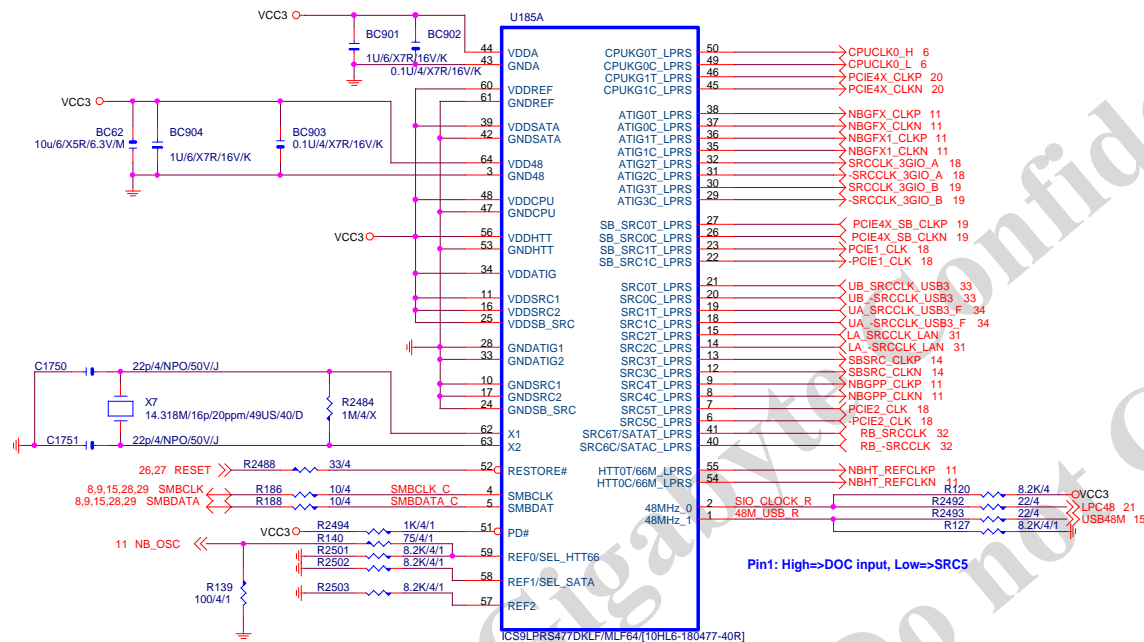 U185A
VCC3
BC901
BC902
1U/6/X7R/16V/K
0.1U/4/X7R/16V/K
VCC3
BC62
10u/6/X5R/6.3V/M
BC904
1U/6/X7R/16V/K
BC903
0.1U/4/X7R/16V/K
VCC3
44 VDDA
43 GNDA
60 VDDREF
61 GNDREF
39 VDDSATA
42 GNDSATA
64 VDD48
3 GND48
48 VDDCPU
47 GNDCPU
56 VDDHTT
53 GNDHTT
34 VDDATIG
11 VDDSRC1
16 VDDSRC2
25 VDDSB_SRC
28 GNDATIG1
33 GNDATIG2
10 GNDSRC1
17 GNDSRC2
24 GNDSB_SRC
C1750 22p/4/NPO/50V/J
X7
14.318M/16p/20ppm/49US/40/D
R2484
1M/4/X
C1751 22p/4/NPO/50V/J
62 X1
63 X2
26,27 RESET R2488 33/4 52 RESTORE#
8,9,15,28,29 SMBCLK R186 10/4 SMBCLK_C 4 SMBCLK
8,9,15,28,29 SMBDATA R188 10/4 SMBDATA_C 5 SMBDAT
VCC3 R2494 1K/4/1 51 PD#
11 NB_OSC R140 75/4/1 59 REF0/SEL_HTT66
R2501 8.2K/4/1
R2502 8.2K/4/1 58 REF1/SEL_SATA
R139
100/4/1
R2503 8.2K/4/1 57 REF2
CPUKG0T_LPRS 50 CPUCLK0_H 6
CPUKG0C_LPRS 49 CPUCLK0_L 6
CPUKG1T_LPRS 46 PCIE4X_CLKP 20
CPUKG1C_LPRS 45 PCIE4X_CLKN 20
ATIG0T_LPRS 38 NBGFX_CLKP 11
ATIG0C_LPRS 37 NBGFX_CLKN 11
ATIG1T_LPRS 36 NBGFX1_CLKP 11
ATIG1C_LPRS 35 NBGFX1_CLKN 11
ATIG2T_LPRS 32 SRCCLK_3GIO_A 18
ATIG2C_LPRS 31 -SRCCLK_3GIO_A 18
ATIG3T_LPRS 30 SRCCLK_3GIO_B 19
ATIG3C_LPRS 29 -SRCCLK_3GIO_B 19
SB_SRC0T_LPRS 27 PCIE4X_SB_CLKP 19
SB_SRC0C_LPRS 26 PCIE4X_SB_CLKN 19
SB_SRC1T_LPRS 23 PCIE1_CLK 18
SB_SRC1C_LPRS 22 -PCIE1_CLK 18
SRC0T_LPRS 21 UB_SRCCLK_USB3 33
SRC0C_LPRS 20 UB_-SRCCLK_USB3 33
SRC1T_LPRS 19 UA_SRCCLK_USB3_F 34
SRC1C_LPRS 18 UA_-SRCCLK_USB3_F 34
SRC2T_LPRS 15 LA_SRCCLK_LAN 31
SRC2C_LPRS 14 LA_-SRCCLK_LAN 31
SRC3T_LPRS 13 SBSRC_CLKP 14
SRC3C_LPRS 12 SBSRC_CLKN 14
SRC4T_LPRS 9 NBGPP_CLKP 11
SRC4C_LPRS 8 NBGPP_CLKN 11
SRC5T_LPRS 7 PCIE2_CLK 18
SRC5C_LPRS 6 -PCIE2_CLK 18
SRC6T/SATAT_LPRS 41 RB_SRCCLK 32
SRC6C/SATAC_LPRS 40 RB_-SRCCLK 32
HTT0T/66M_LPRS 55 NBHT_REFCLKP 11
HTT0C/66M_LPRS 54 NBHT_REFCLKN 11
R120 8.2K/4 VCC3
48MHz_0 2 SIO_CLOCK_R R2492 22/4 LPC48 21
48MHz_1 1 48M_USB_R R2493 22/4 USB48M 15
R127 8.2K/4/1
Pin1: High=>DOC input, Low=>SRC5
ICS9LPRS477DKLF/MLF64/[10HL6-180477-40R]
Gigabyte Confide
Do not C